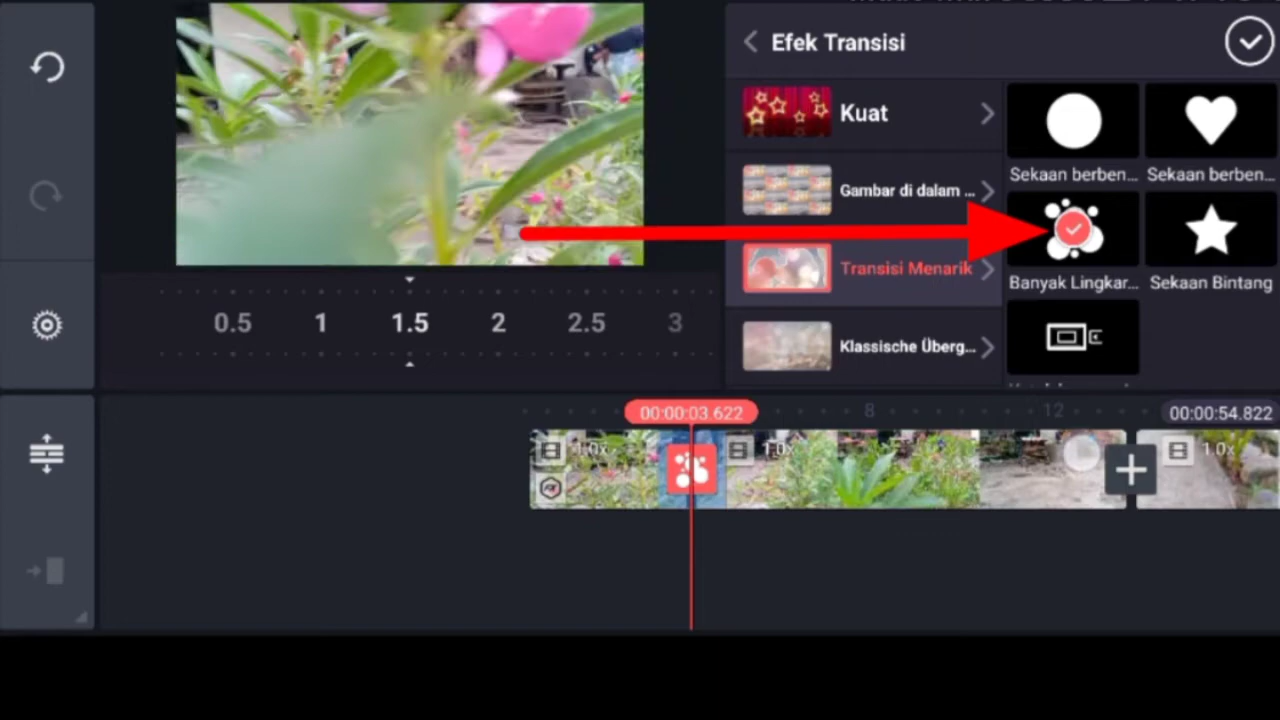 Efek Transisi
Kuat
Sekaan berben...
Sekaan berben...
Gambar di dalam ...
Transisi Menarik
Banyak Lingkar...
Sekaan Bintang
Klassische Überg...
0.5 1 1.5 2 2.5 3
00:00:03.622
8
12
00:00:54.822
1.0x
1.0x
1.0x